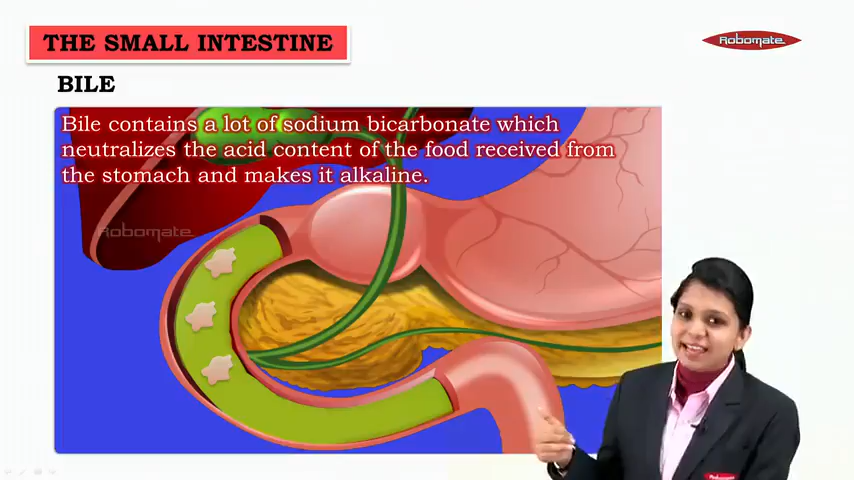 THE SMALL INTESTINE
Robomate
BILE
Bile contains a lot of sodium bicarbonate which
neutralizes the acid content of the food received from
the stomach and makes it alkaline.
Robomate